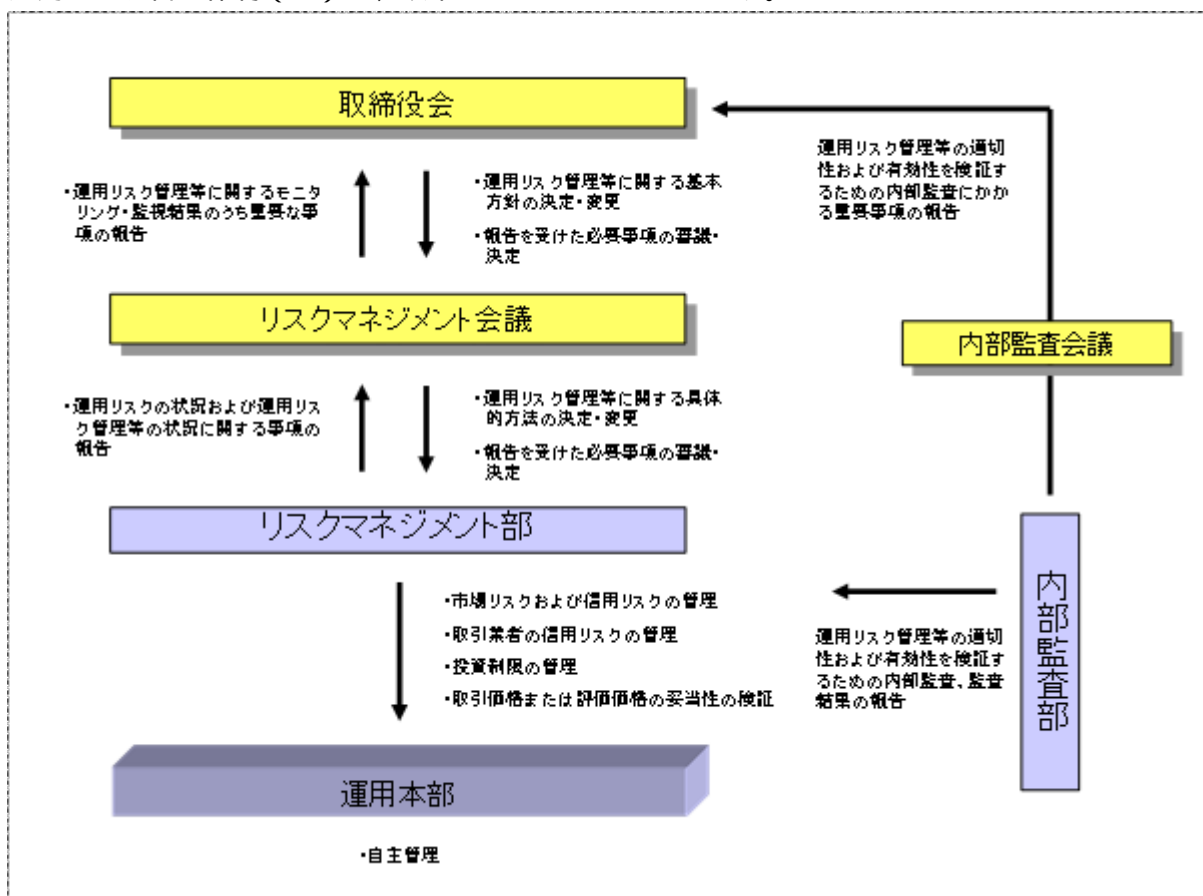 取締役会
・運用リスク管理等に関するモニ
タリング・監視結果のうち重要な事
項の報告
・運用リスク管理等に関する基本
方針の決定・変更
・報告を受けた必要事項の審議・
決定
運用リスク管理等の適切
性および有効性を検証す
るための内部監査にかか
る重要事項の報告
リスクマネジメント会議
内部監査会議
・運用リスクの状況および運用リス
ク管理等の状況に関する事項の
報告
・運用リスク管理等に関する具体
的方法の決定・変更
・報告を受けた必要事項の審議・
決定
リスクマネジメント部
・市場リスクおよび信用リスクの管理
・取引業者の信用リスクの管理
・投資制限の管理
・取引価格または評価価格の妥当性の検証
運用リスク管理等の適切
性および有効性を検証す
るための内部監査、監査
結果の報告
内部監査部
運用本部
・自主管理